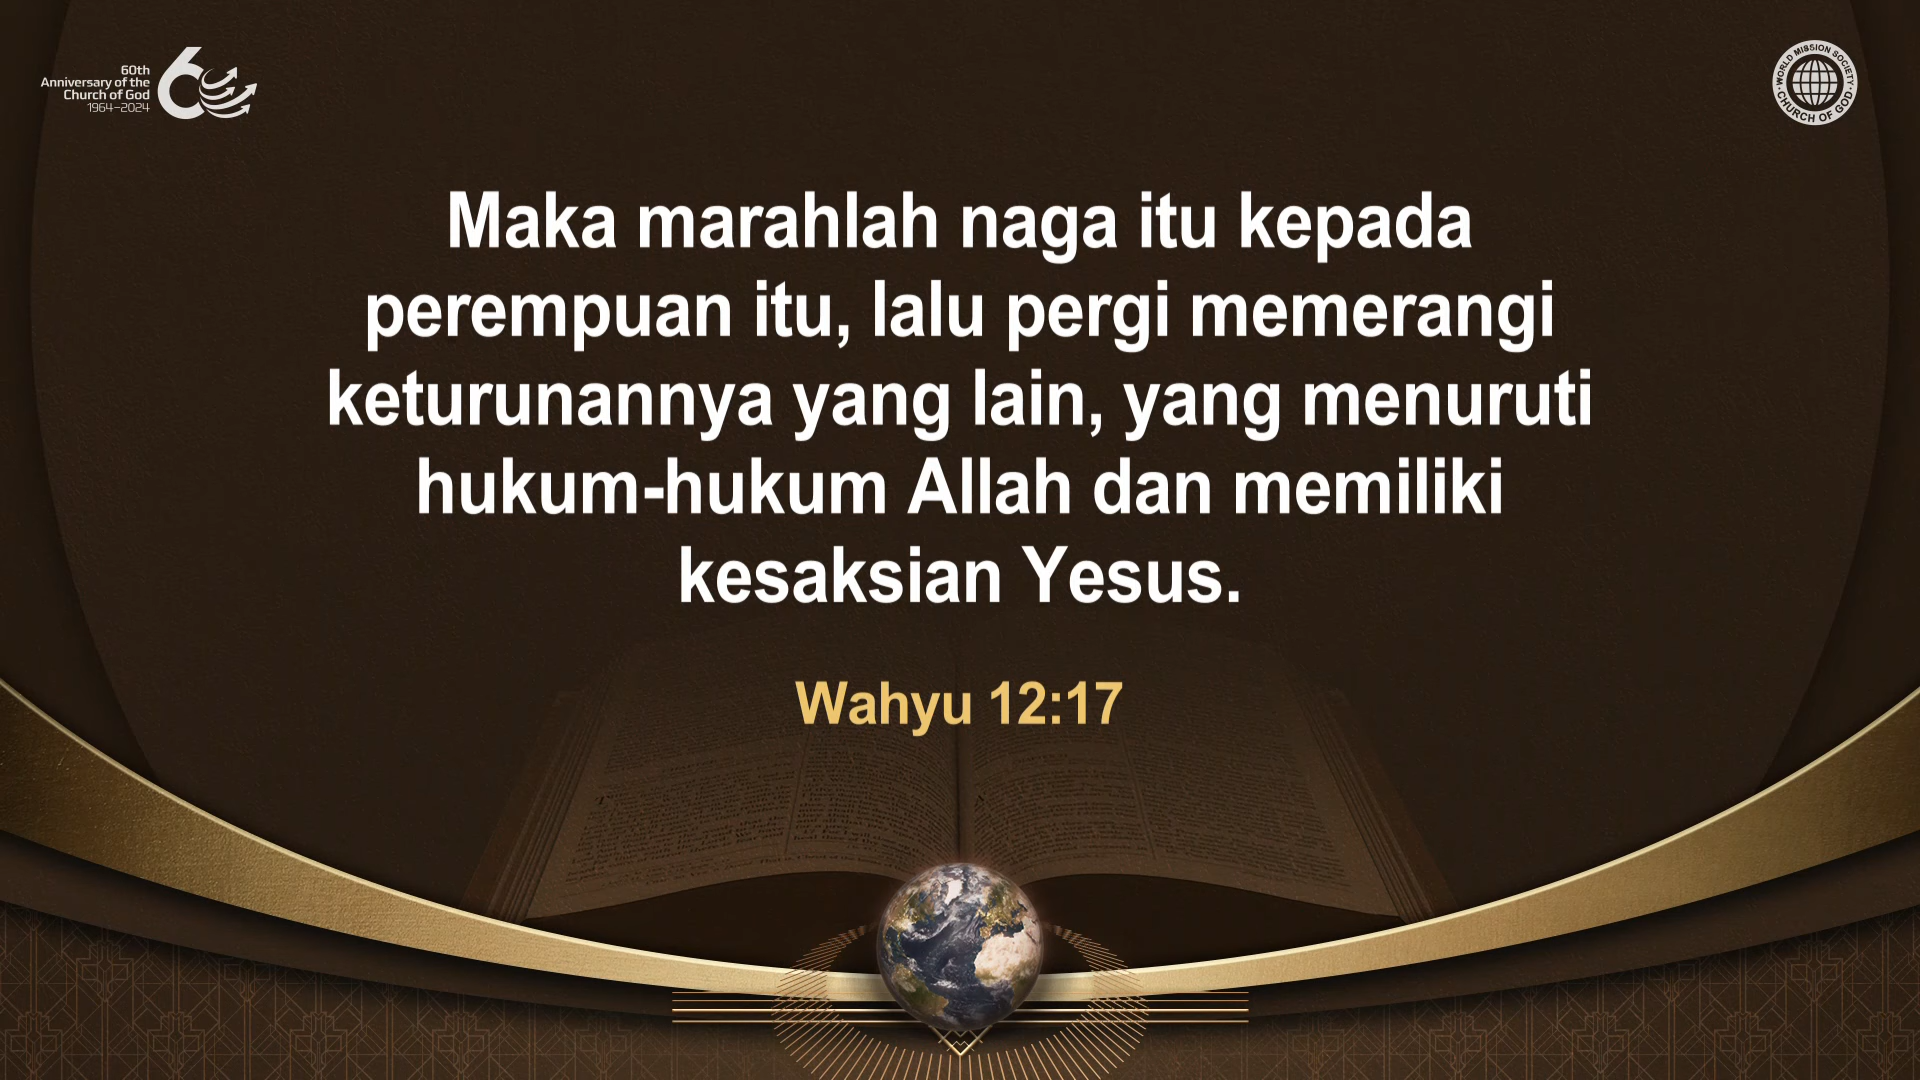 60th
Anniversary of the
Church of God
1964–2024
WORLD MISSION SOCIETY
CHURCH OF GOD
Maka marahlah naga itu kepada
perempuan itu, lalu pergi memerangi
keturunannya yang lain, yang menuruti
hukum-hukum Allah dan memiliki
kesaksian Yesus.
Wahyu 12:17